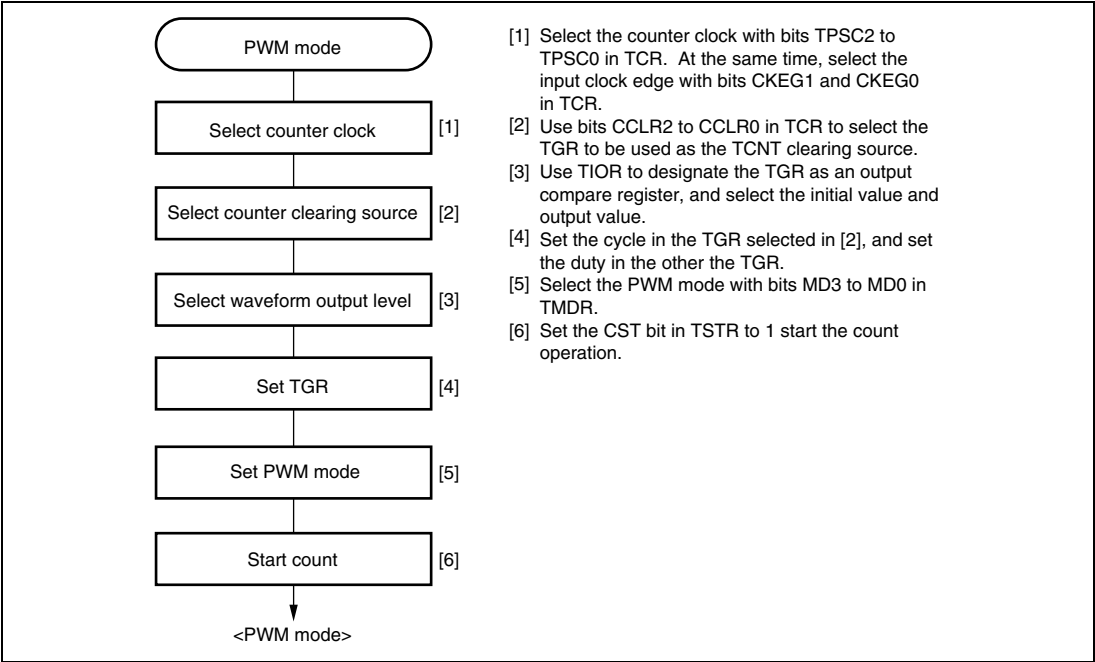 PWM mode
Select counter clock
[1]
Select counter clearing source
[2]
Select waveform output level
[3]
Set TGR
[4]
Set PWM mode
[5]
Start count
[6]
<PWM mode>
[1] Select the counter clock with bits TPSC2 to
TPSC0 in TCR. At the same time, select the
input clock edge with bits CKEG1 and CKEG0
in TCR.
[2] Use bits CCLR2 to CCLR0 in TCR to select the
TGR to be used as the TCNT clearing source.
[3] Use TIOR to designate the TGR as an output
compare register, and select the initial value and
output value.
[4] Set the cycle in the TGR selected in [2], and set
the duty in the other the TGR.
[5] Select the PWM mode with bits MD3 to MD0 in
TMDR.
[6] Set the CST bit in TSTR to 1 start the count
operation.